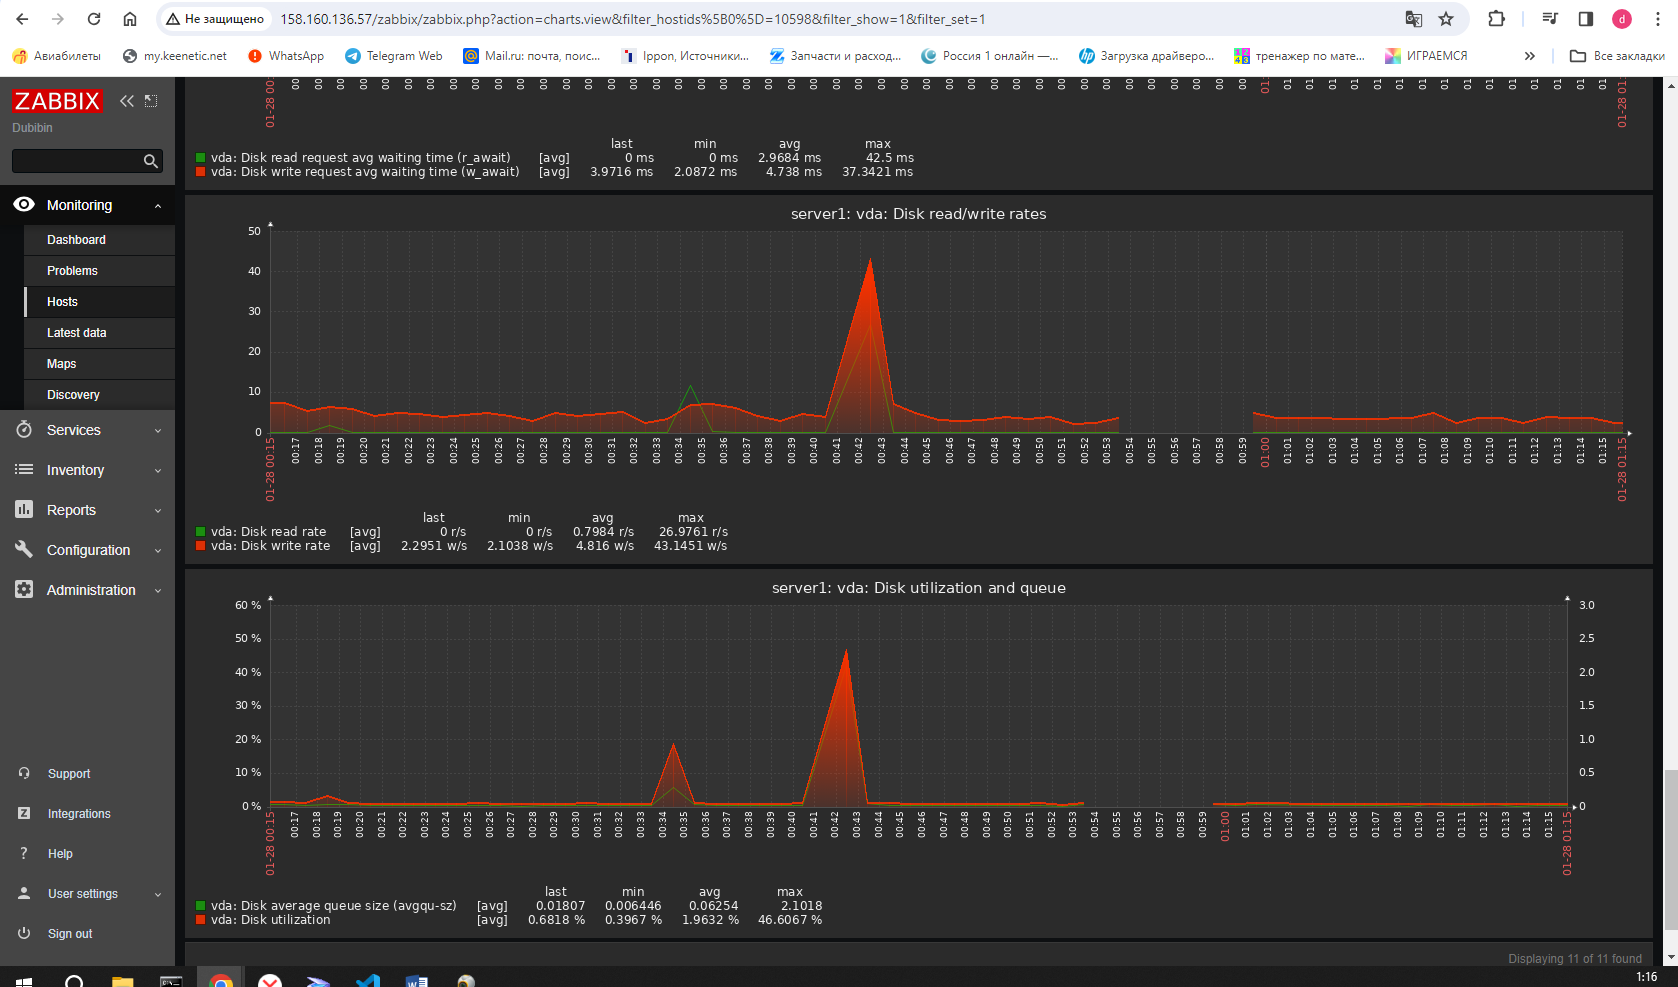 Не защищено
158.160.136.57/zabbix/zabbix.php?action=charts.view&filter_hostids%5B0%5D=10598&filter_show=1&filter_set=1
d
Авиабилеты my.keenetic.net WhatsApp Telegram Web Mail.ru: почта, поис... Ippon, Источники... Запчасти и расход... Россия 1 онлайн —... Загрузка драйверо... тренажер по мате... ИГРАЕМСЯ » Все закладки
ZABBIX
Dubibin
Monitoring
Dashboard
Problems
Hosts
Latest data
Maps
Discovery
Services
Inventory
Reports
Configuration
Administration
Support
Integrations
Help
User settings
Sign out
last min avg max
vda: Disk read request avg waiting time (r_await) [avg] 0 ms 0 ms 2.9684 ms 42.5 ms
vda: Disk write request avg waiting time (w_await) [avg] 3.9716 ms 2.0872 ms 4.738 ms 37.3421 ms
server1: vda: Disk read/write rates
50
40
30
20
10
0
01-28 00:15 00:17 00:18 00:19 00:20 00:21 00:22 00:23 00:24 00:25 00:26 00:27 00:28 00:29 00:30 00:31 00:32 00:33 00:34 00:35 00:36 00:37 00:38 00:39 00:40 00:41 00:42 00:43 00:44 00:45 00:46 00:47 00:48 00:49 00:50 00:51 00:52 00:53 00:54 00:55 00:56 00:57 00:58 00:59 01:00 01:01 01:02 01:03 01:04 01:05 01:06 01:07 01:08 01:09 01:10 01:11 01:12 01:13 01:14 01:15 01-28 01:15
last min avg max
vda: Disk read rate [avg] 0 r/s 0 r/s 0.7984 r/s 26.9761 r/s
vda: Disk write rate [avg] 2.2951 w/s 2.1038 w/s 4.816 w/s 43.1451 w/s
server1: vda: Disk utilization and queue
60 % 3.0
50 % 2.5
40 % 2.0
30 % 1.5
20 % 1.0
10 % 0.5
0 % 0
01-28 00:15 00:17 00:18 00:19 00:20 00:21 00:22 00:23 00:24 00:25 00:26 00:27 00:28 00:29 00:30 00:31 00:32 00:33 00:34 00:35 00:36 00:37 00:38 00:39 00:40 00:41 00:42 00:43 00:44 00:45 00:46 00:47 00:48 00:49 00:50 00:51 00:52 00:53 00:54 00:55 00:56 00:57 00:58 00:59 01:00 01:01 01:02 01:03 01:04 01:05 01:06 01:07 01:08 01:09 01:10 01:11 01:12 01:13 01:14 01:15 01-28 01:15
last min avg max
vda: Disk average queue size (avgqu-sz) [avg] 0.01807 0.006446 0.06254 2.1018
vda: Disk utilization [avg] 0.6818 % 0.3967 % 1.9632 % 46.6067 %
Displaying 11 of 11 found
1:16